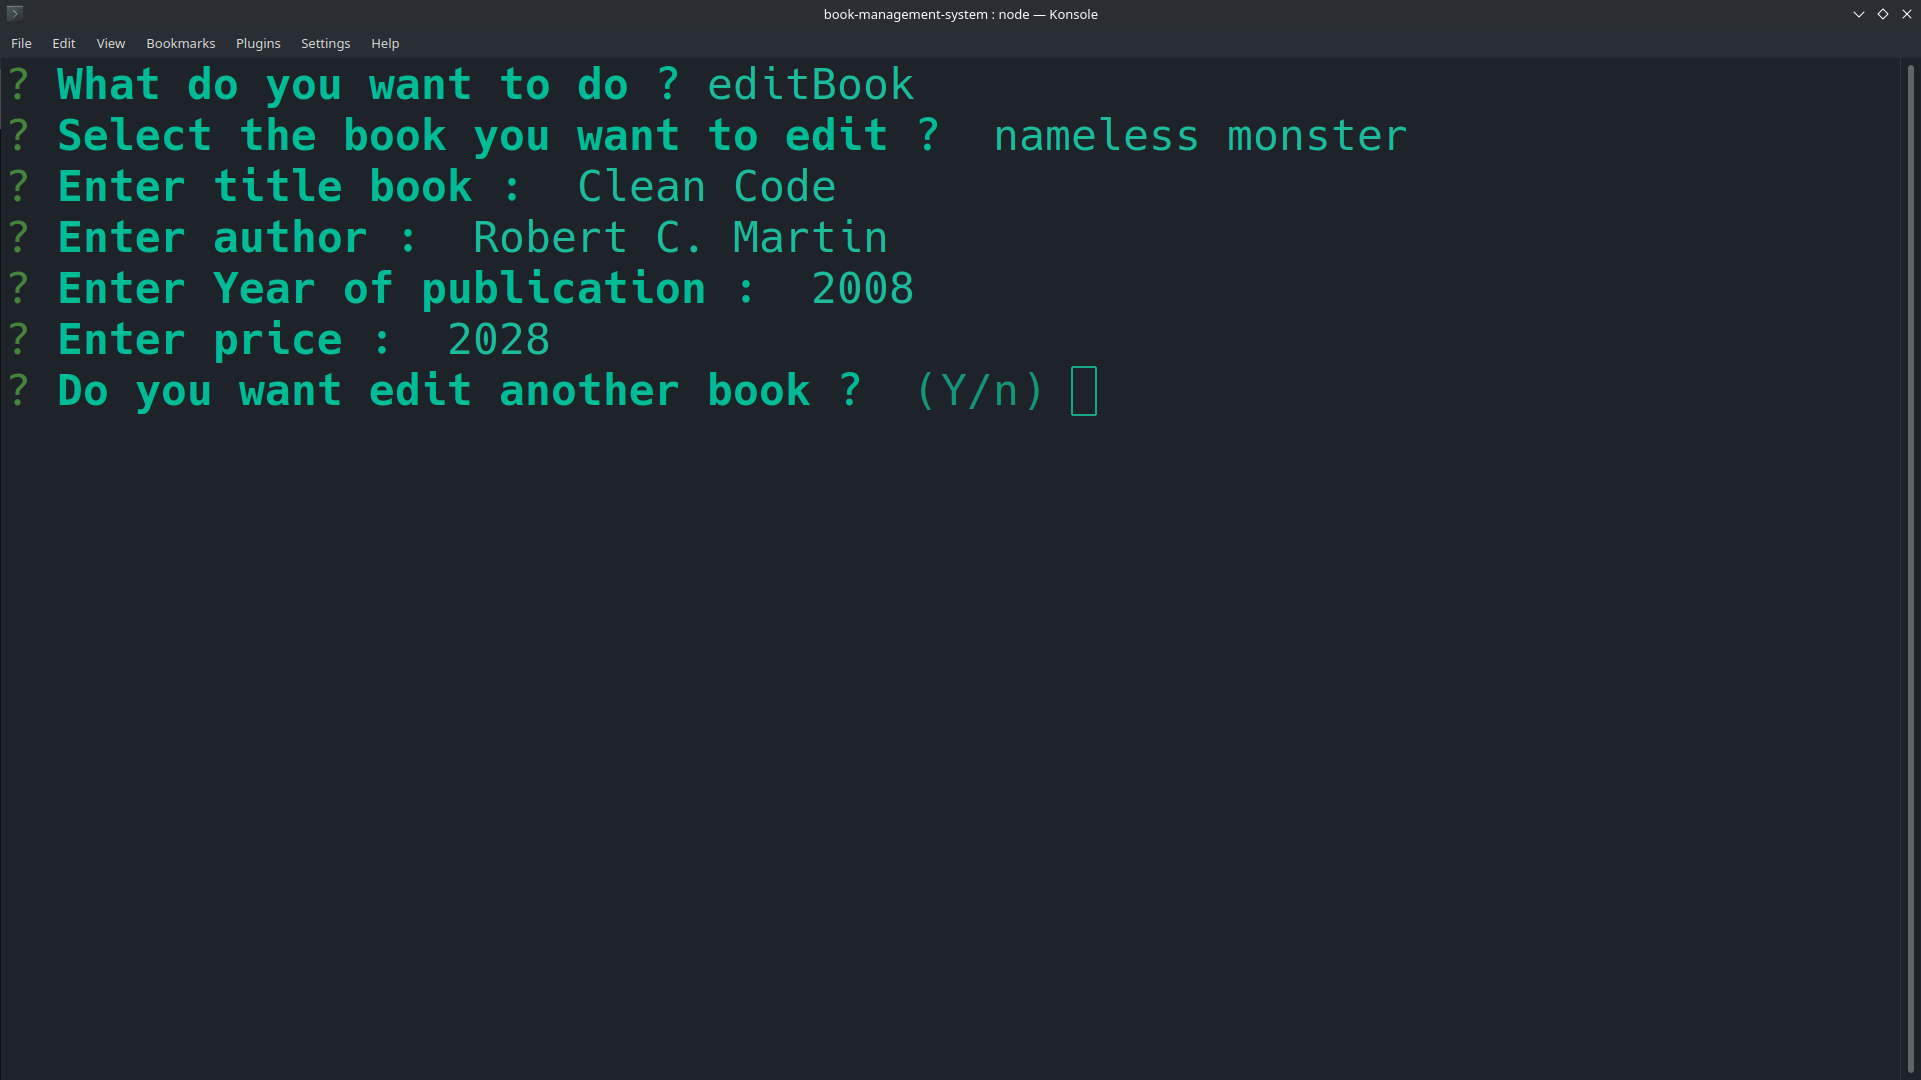 book-management-system : node — Konsole
File Edit View Bookmarks Plugins Settings Help
? What do you want to do ? editBook
? Select the book you want to edit ?  nameless monster
? Enter title book :  Clean Code
? Enter author :  Robert C. Martin
? Enter Year of publication :  2008
? Enter price :  2028
? Do you want edit another book ?  (Y/n)